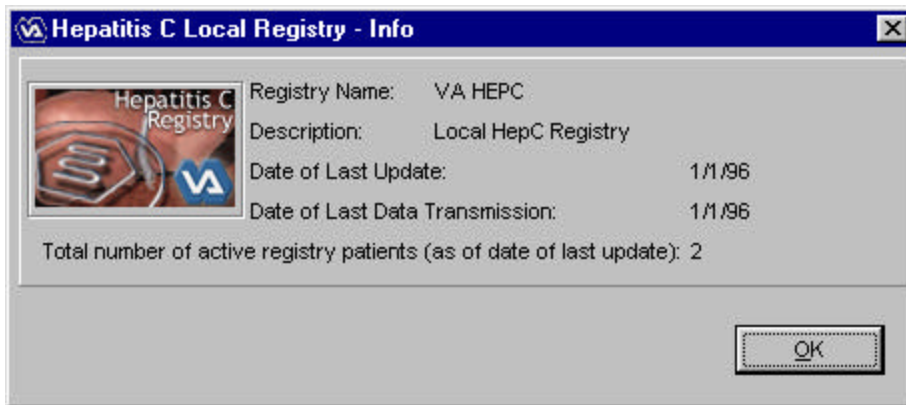 VA Hepatitis C Local Registry - Info
Hepatitis C
Registry
VA
Registry Name: VA HEPC
Description: Local HepC Registry
Date of Last Update: 1/1/96
Date of Last Data Transmission: 1/1/96
Total number of active registry patients (as of date of last update): 2
OK